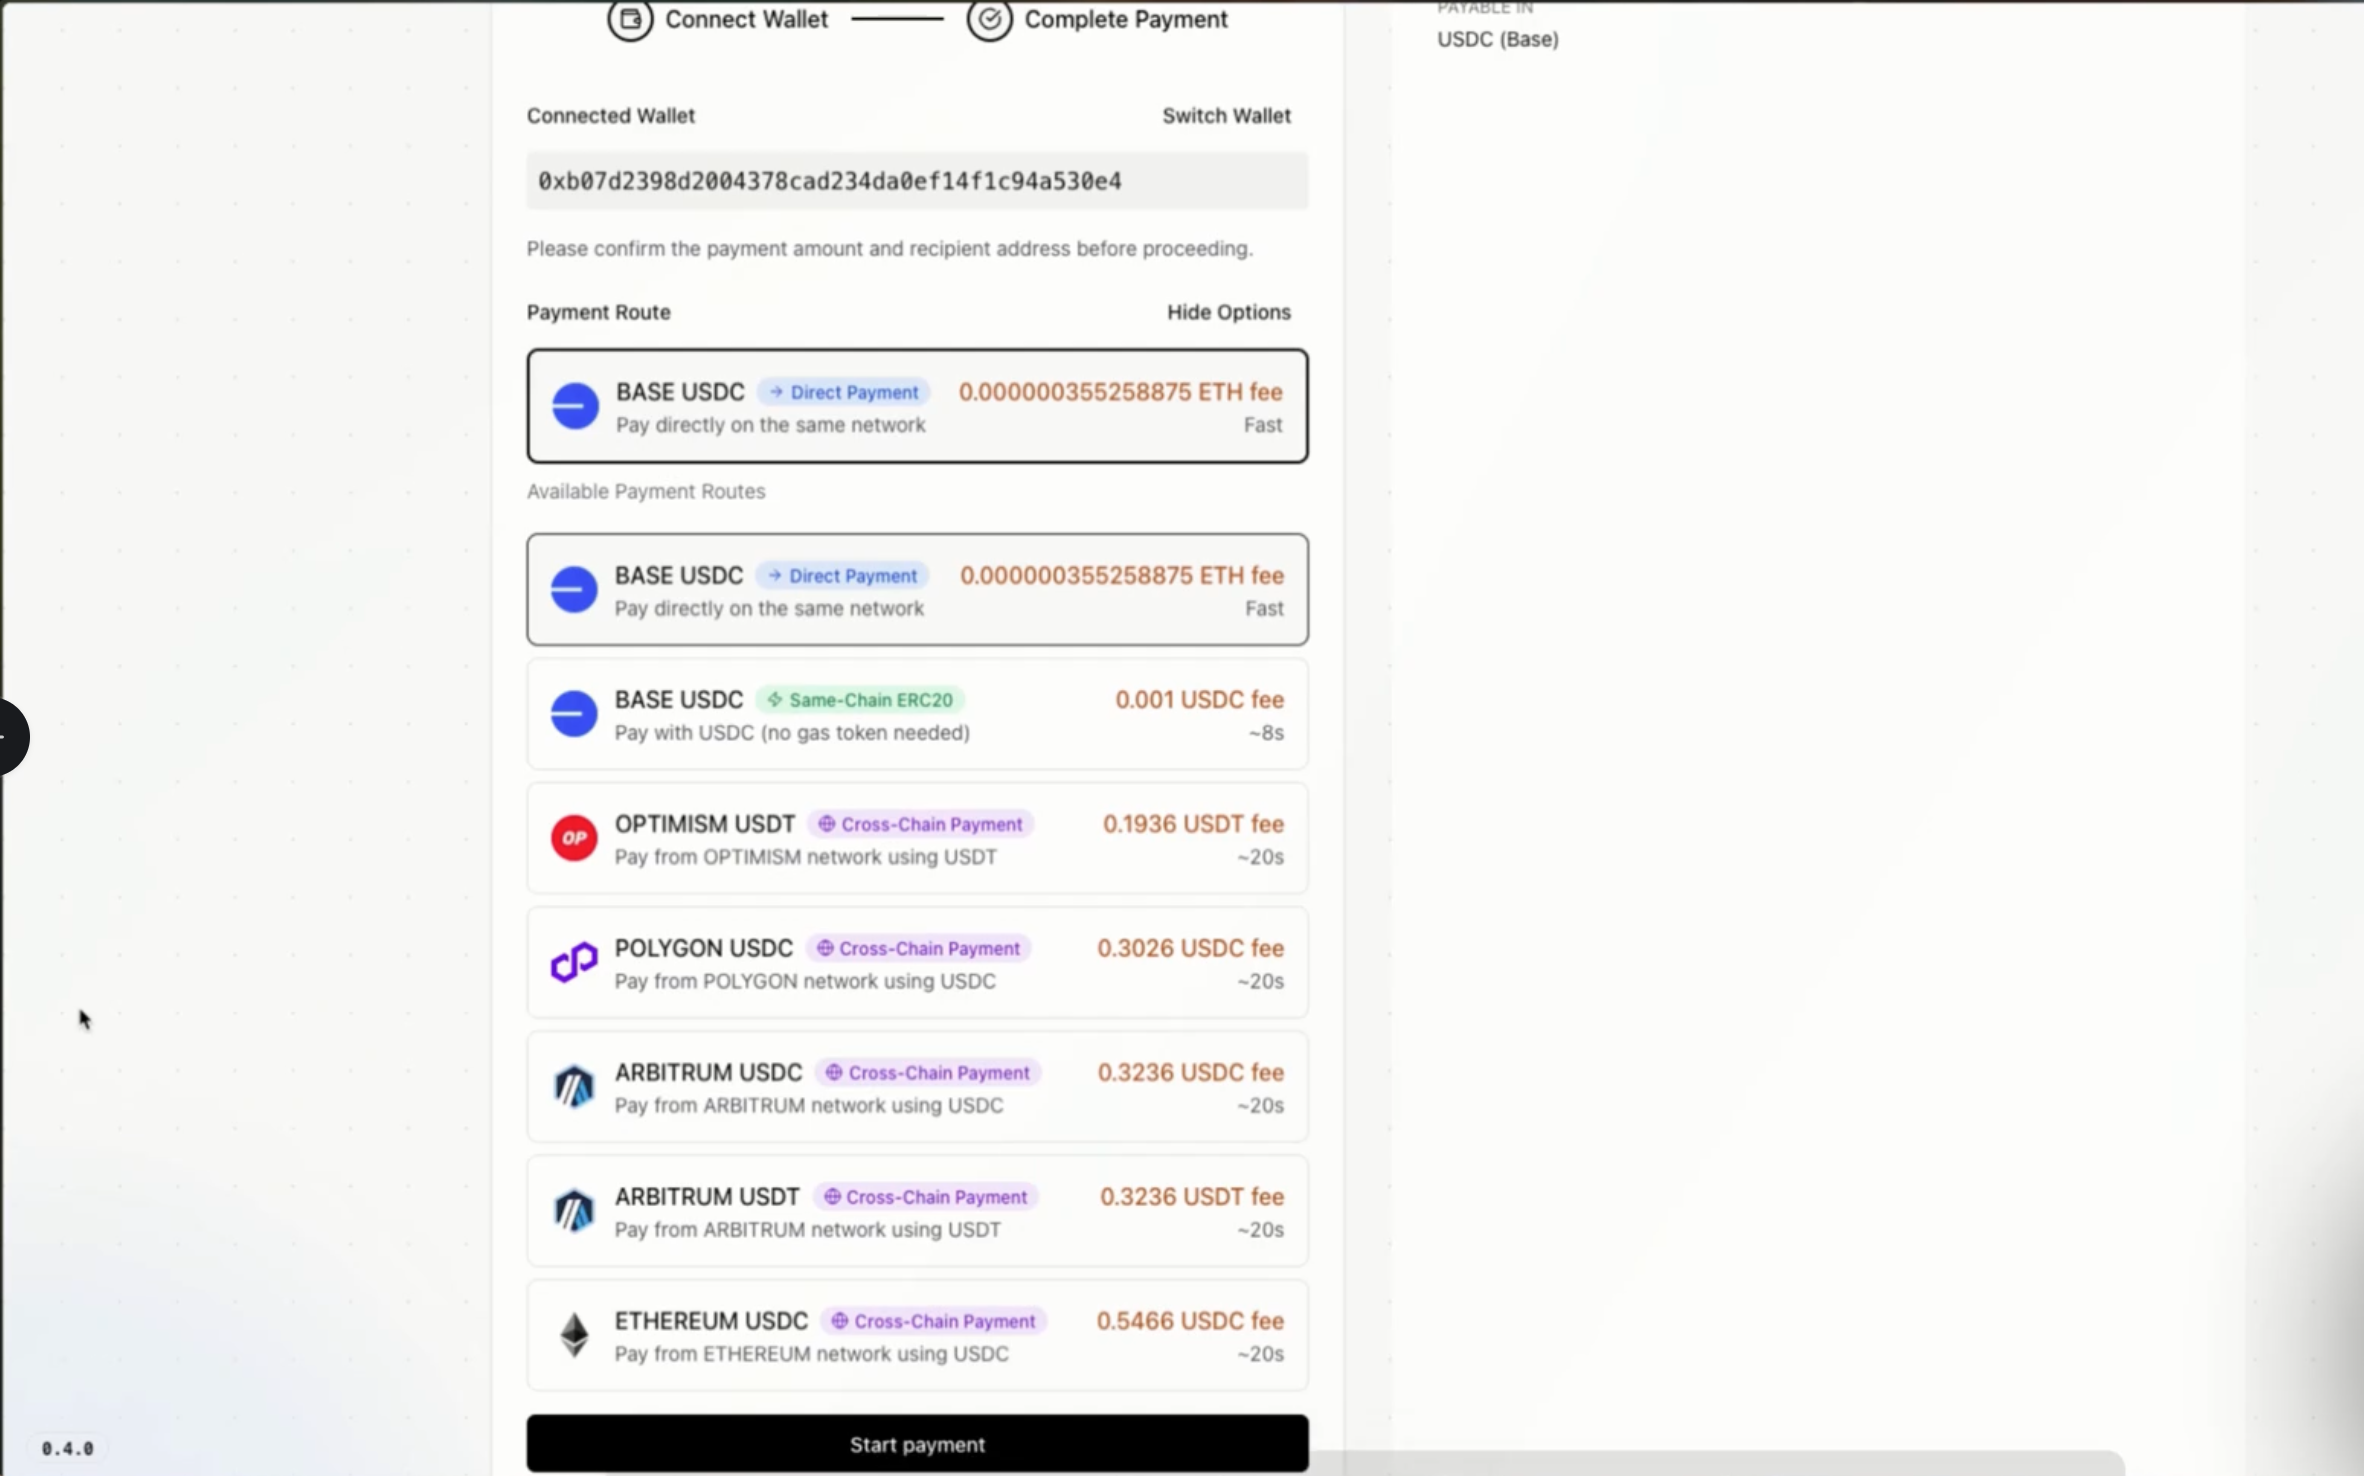 Connect Wallet
Complete Payment
PAYABLE IN
USDC (Base)
Connected Wallet
Switch Wallet
0xb07d2398d2004378cad234da0ef14f1c94a530e4
Please confirm the payment amount and recipient address before proceeding.
Payment Route
Hide Options
BASE USDC → Direct Payment 0.000000355258875 ETH fee
Pay directly on the same network Fast
Available Payment Routes
BASE USDC → Direct Payment 0.000000355258875 ETH fee
Pay directly on the same network Fast
BASE USDC Same-Chain ERC20 0.001 USDC fee
Pay with USDC (no gas token needed) ~8s
OP
OPTIMISM USDT Cross-Chain Payment 0.1936 USDT fee
Pay from OPTIMISM network using USDT ~20s
POLYGON USDC Cross-Chain Payment 0.3026 USDC fee
Pay from POLYGON network using USDC ~20s
ARBITRUM USDC Cross-Chain Payment 0.3236 USDC fee
Pay from ARBITRUM network using USDC ~20s
ARBITRUM USDT Cross-Chain Payment 0.3236 USDT fee
Pay from ARBITRUM network using USDT ~20s
ETHEREUM USDC Cross-Chain Payment 0.5466 USDC fee
Pay from ETHEREUM network using USDC ~20s
Start payment
0.4.0